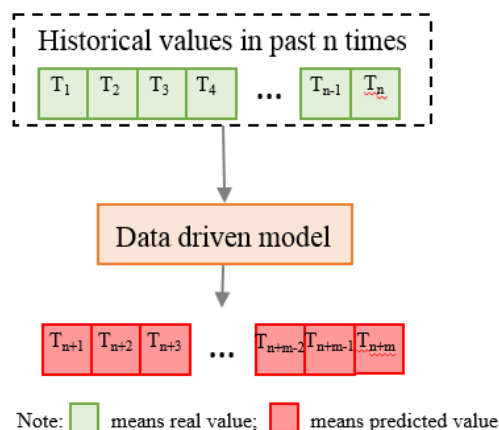 Historical values in past n times
T₁ T₂ T₃ T₄ ... Tₙ₋₁ Tₙ
Data driven model
Tₙ₊₁ Tₙ₊₂ Tₙ₊₃ ... Tₙ₊ₘ₋₂ Tₙ₊ₘ₋₁ Tₙ₊ₘ
Note: means real value; means predicted value